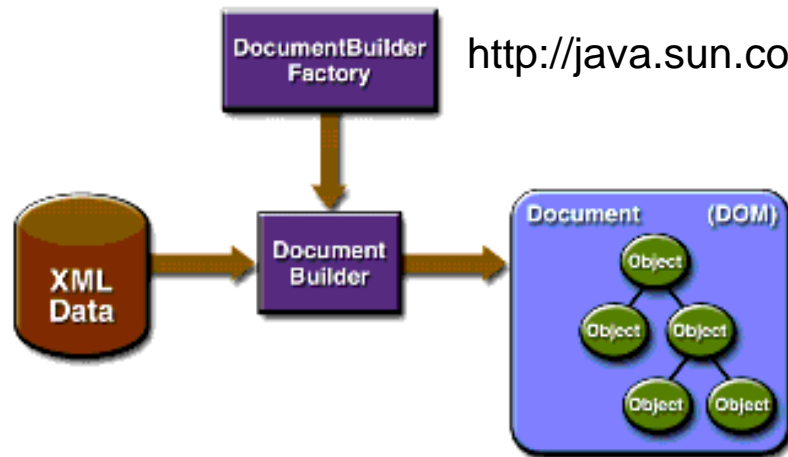 DocumentBuilder
Factory
http://java.sun.co
XML
Data
Document
Builder
Document (DOM)
Object
Object Object
Object Object